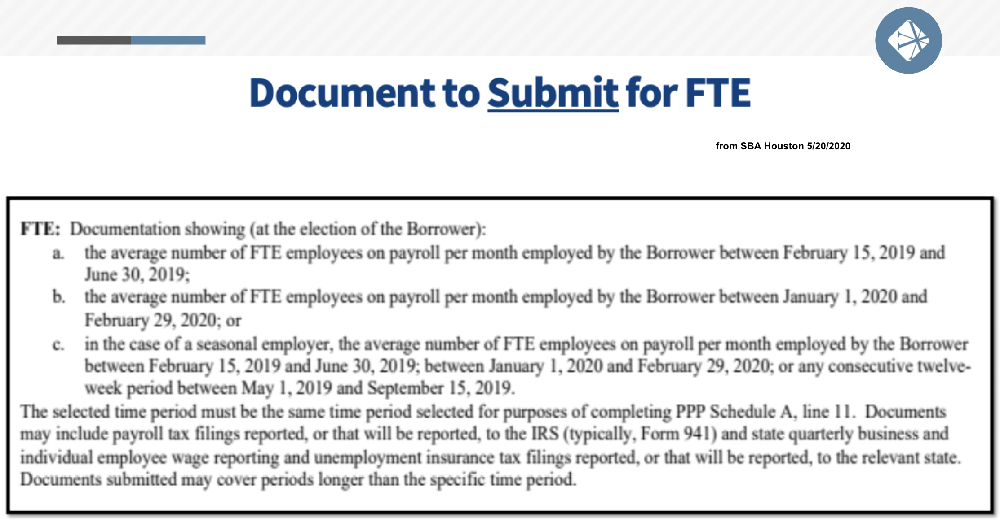 Document to Submit for FTE
from SBA Houston 5/20/2020
FTE: Documentation showing (at the election of the Borrower):
a. the average number of FTE employees on payroll per month employed by the Borrower between February 15, 2019 and
June 30, 2019;
b. the average number of FTE employees on payroll per month employed by the Borrower between January 1, 2020 and
February 29, 2020; or
c. in the case of a seasonal employer, the average number of FTE employees on payroll per month employed by the Borrower
between February 15, 2019 and June 30, 2019; between January 1, 2020 and February 29, 2020; or any consecutive twelve-
week period between May 1, 2019 and September 15, 2019.
The selected time period must be the same time period selected for purposes of completing PPP Schedule A, line 11. Documents
may include payroll tax filings reported, or that will be reported, to the IRS (typically, Form 941) and state quarterly business and
individual employee wage reporting and unemployment insurance tax filings reported, or that will be reported, to the relevant state.
Documents submitted may cover periods longer than the specific time period.